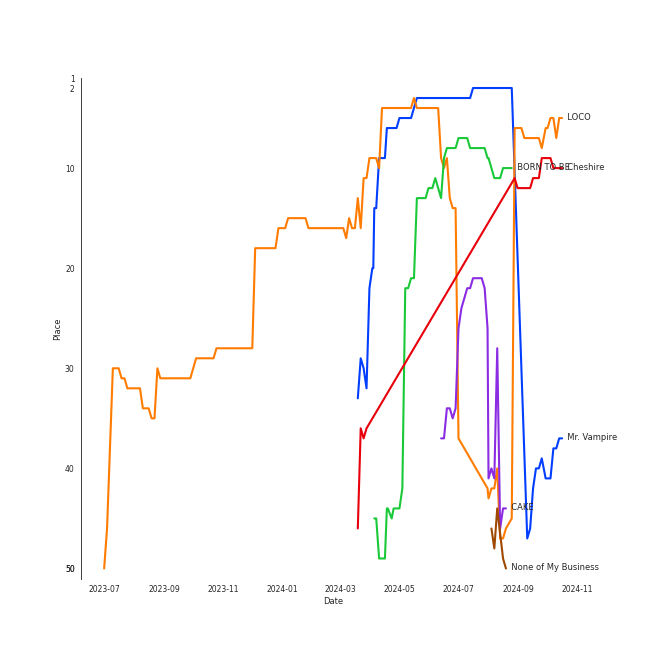 1
2
10
20
30
40
50
Place
2023-07
2023-09
2023-11
2024-01
2024-03
2024-05
2024-07
2024-09
2024-11
Date
LOCO
BORN TO BE
Cheshire
Mr. Vampire
CAKE
None of My Business